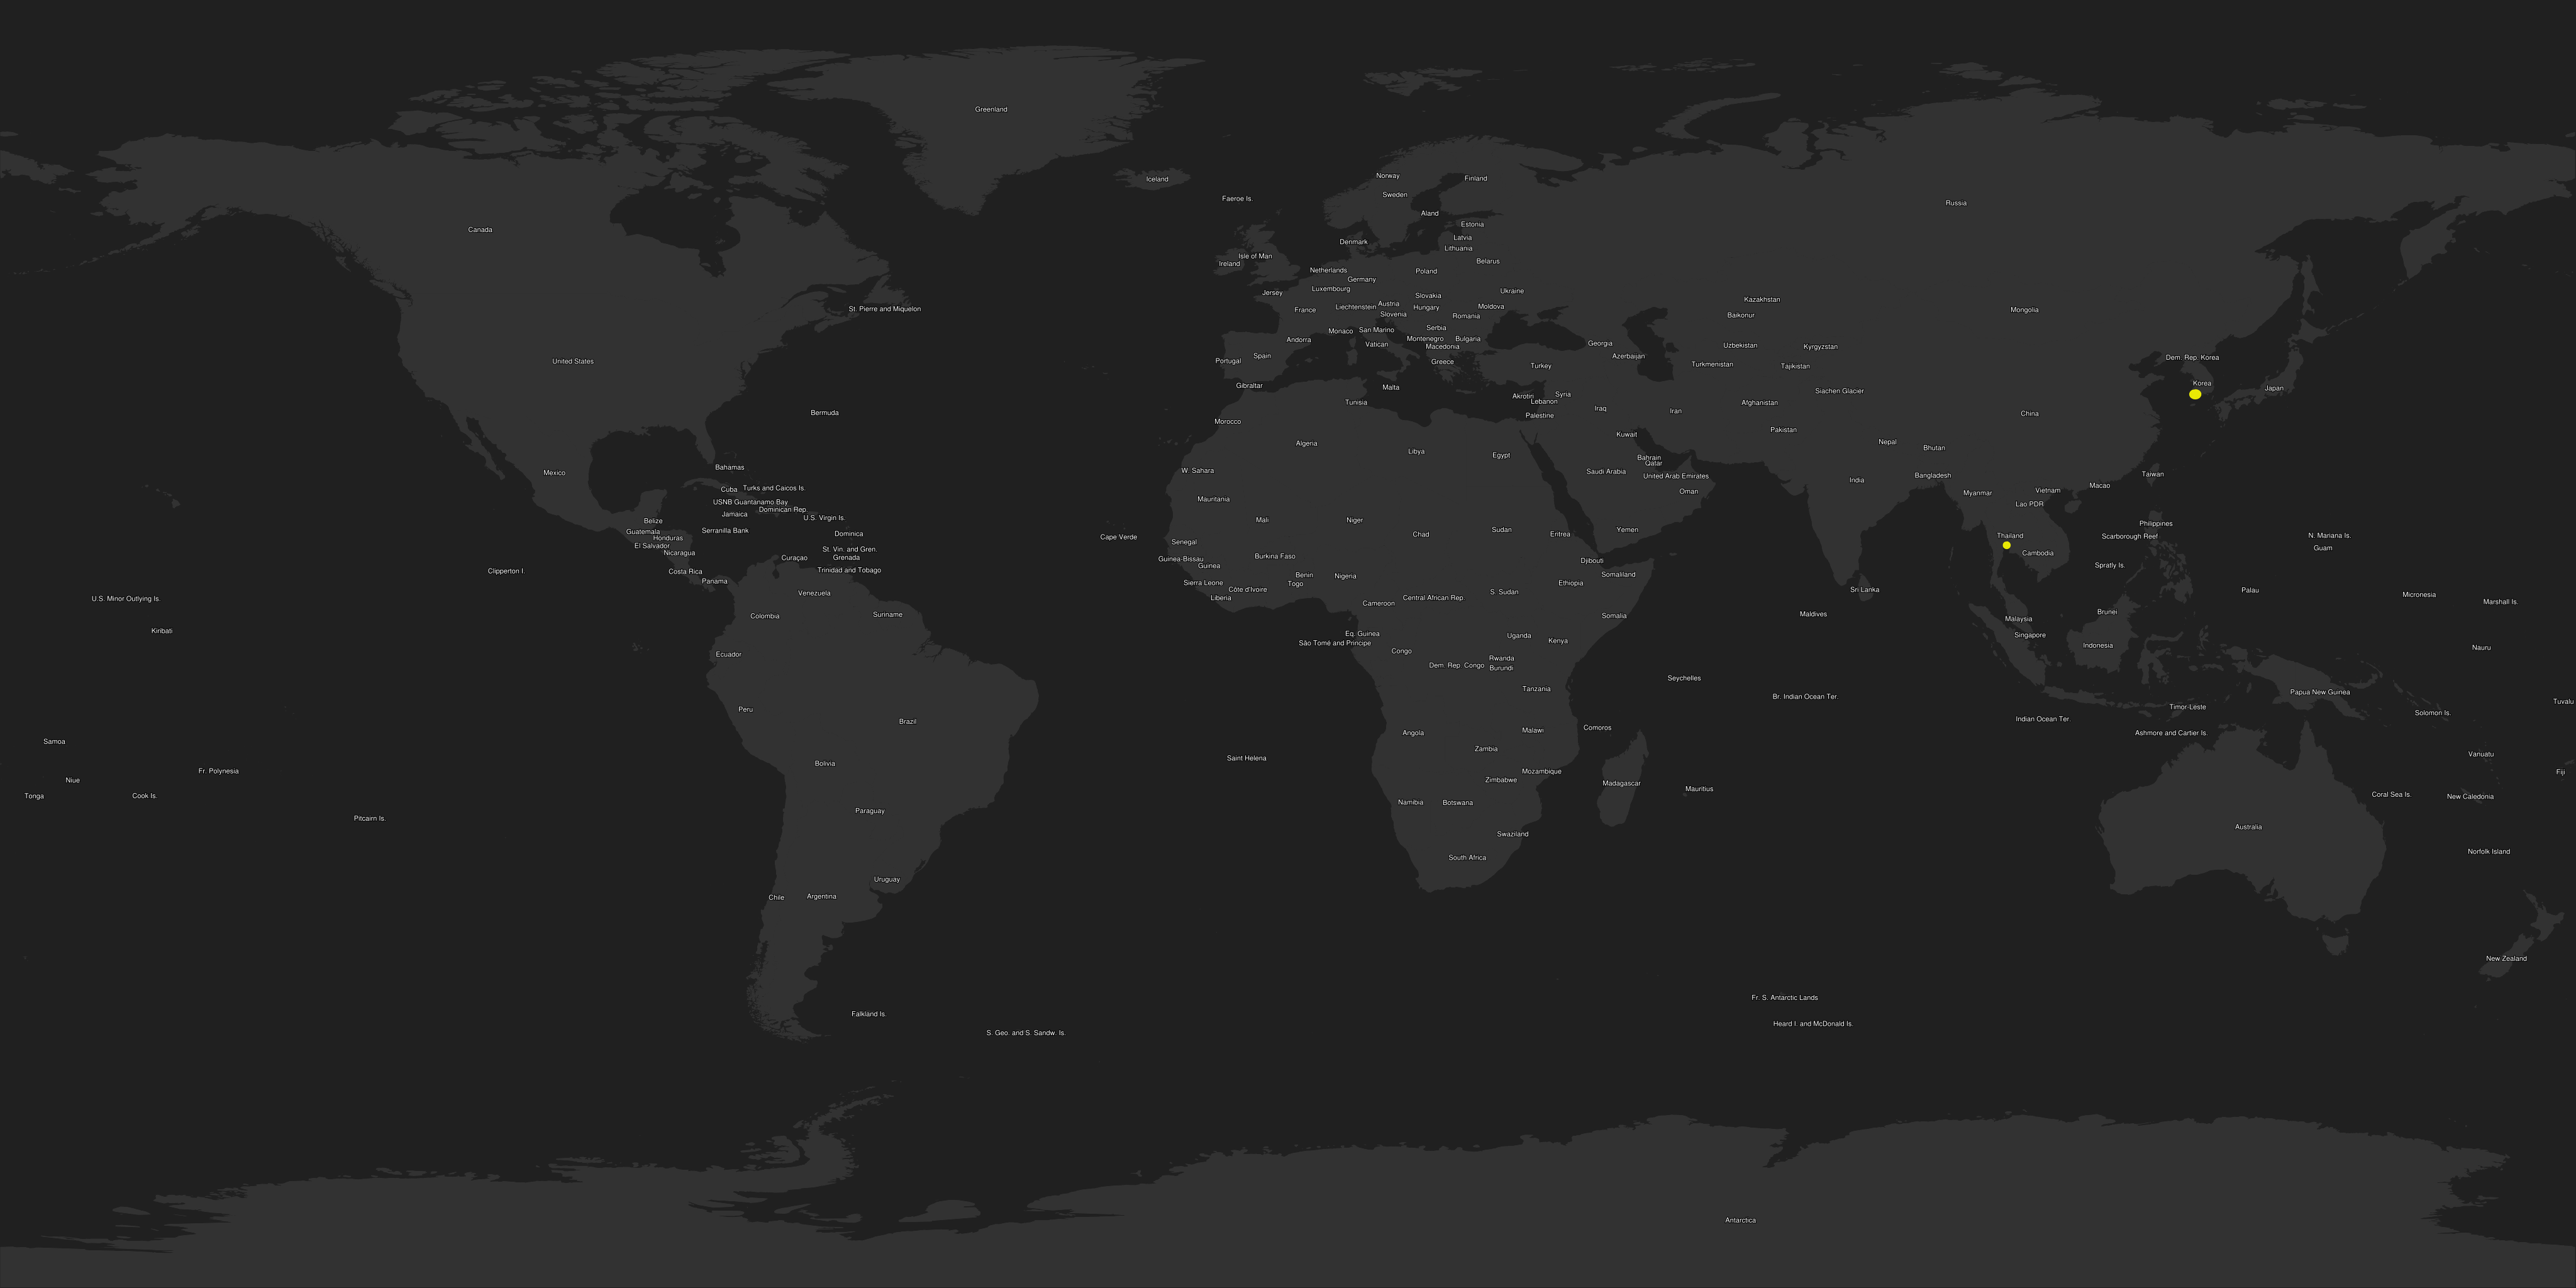 Greenland
Norway
Finland
Iceland
Sweden
Faeroe Is.
Russia
Aland
Estonia
Canada
Latvia
Denmark
Lithuania
Isle of Man
Ireland
Belarus
Netherlands
Poland
Germany
Luxembourg
Jersey
Ukraine
Slovakia
Kazakhstan
Austria
Liechtenstein
Hungary
Moldova
St. Pierre and Miquelon
France
Mongolia
Slovenia
Romania
Baikonur
Serbia
San Marino
Monaco
Montenegro
Bulgaria
Andorra
Georgia
Vatican
Macedonia
Uzbekistan
Kyrgyzstan
Spain
Azerbaijan
Dem. Rep. Korea
Portugal
United States
Greece
Turkmenistan
Turkey
Tajikistan
Korea
Gibraltar
Malta
Japan
Siachen Glacier
Syria
Akrotiri
Lebanon
Tunisia
Afghanistan
Iraq
Iran
Bermuda
China
Palestine
Morocco
Pakistan
Kuwait
Nepal
Algeria
Bhutan
Libya
Egypt
Bahrain
Qatar
Bahamas
W. Sahara
Saudi Arabia
Mexico
Taiwan
Bangladesh
United Arab Emirates
India
Macao
Turks and Caicos Is.
Cuba
Vietnam
Oman
Myanmar
Mauritania
USNB Guantanamo Bay
Lao PDR
Dominican Rep.
Jamaica
U.S. Virgin Is.
Mali
Niger
Belize
Philippines
Serranilla Bank
Sudan
Yemen
Guatemala
Dominica
Chad
Eritrea
Thailand
N. Mariana Is.
Scarborough Reef
Cape Verde
Honduras
Senegal
El Salvador
Guam
St. Vin. and Gren.
Nicaragua
Cambodia
Burkina Faso
Grenada
Curaçao
Guinea-Bissau
Djibouti
Guinea
Spratly Is.
Trinidad and Tobago
Clipperton I.
Costa Rica
Somaliland
Benin
Nigeria
Panama
Sierra Leone
Togo
Ethiopia
Côte d'Ivoire
Sri Lanka
Palau
S. Sudan
Venezuela
Micronesia
Liberia
Central African Rep.
U.S. Minor Outlying Is.
Marshall Is.
Cameroon
Brunei
Suriname
Maldives
Colombia
Somalia
Malaysia
Kiribati
Eq. Guinea
Singapore
Uganda
Kenya
São Tomé and Principe
Indonesia
Nauru
Congo
Ecuador
Rwanda
Dem. Rep. Congo
Burundi
Seychelles
Tanzania
Papua New Guinea
Br. Indian Ocean Ter.
Tuvalu
Timor-Leste
Peru
Solomon Is.
Indian Ocean Ter.
Brazil
Comoros
Malawi
Angola
Ashmore and Cartier Is.
Samoa
Zambia
Vanuatu
Saint Helena
Bolivia
Fr. Polynesia
Mozambique
Fiji
Niue
Zimbabwe
Madagascar
Mauritius
Coral Sea Is.
Tonga
Cook Is.
New Caledonia
Namibia
Botswana
Paraguay
Pitcairn Is.
Australia
Swaziland
Norfolk Island
South Africa
Uruguay
Argentina
Chile
New Zealand
Fr. S. Antarctic Lands
Falkland Is.
Heard I. and McDonald Is.
S. Geo. and S. Sandw. Is.
Antarctica